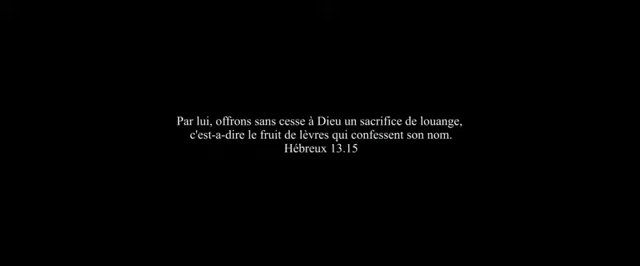 Par lui, offrons sans cesse à Dieu un sacrifice de louange,
c'est-a-dire le fruit de lèvres qui confessent son nom.
Hébreux 13.15